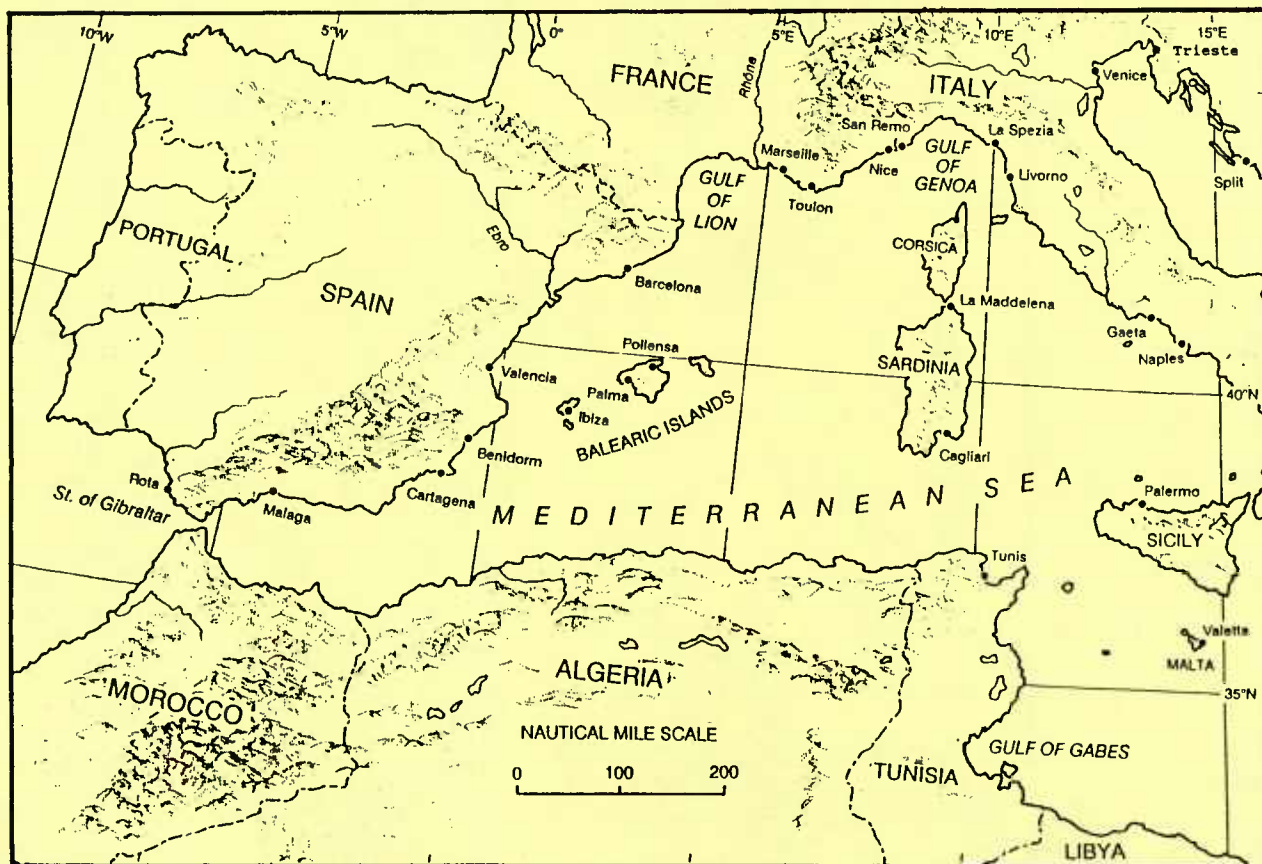 10°W
5°W
0°
5°E
10°E
15°E
Trieste
Venice
FRANCE
Rhône
ITALY
San Remo
La Spezia
Marseille
Nice
GULF
OF
GENOA
Livorno
Split
GULF
OF
LION
Toulon
PORTUGAL
Ebro
CORSICA
SPAIN
Barcelona
La Maddelena
Gaeta
Naples
Pollensa
Valencia
Palma
SARDINIA
40°N
Ibiza
BALEARIC ISLANDS
Benidorm
Cagliari
Rota
St. of Gibraltar
Malaga
Cartagena
MEDITERRANEAN SEA
Palermo
SICILY
Tunis
Valetta
MALTA
MOROCCO
ALGERIA
35°N
NAUTICAL MILE SCALE
0 100 200
GULF OF GABES
TUNISIA
LIBYA